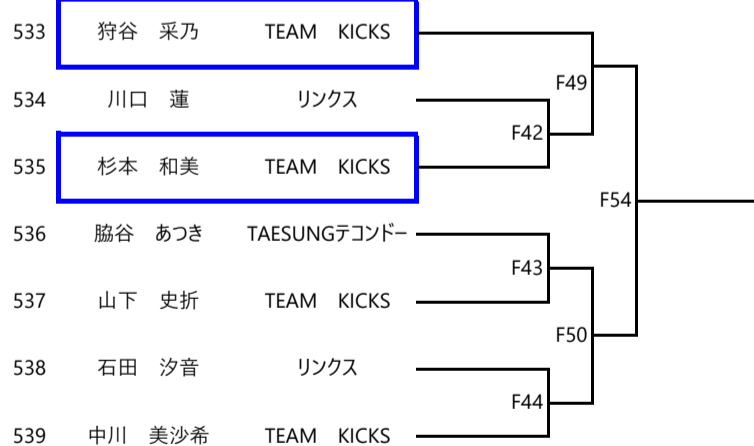 533 狩谷　采乃 TEAM　KICKS
F49
534 川口　蓮 リンクス
F42
535 杉本　和美 TEAM　KICKS
F54
536 脇谷　あつき TAESUNGテコンドー
F43
537 山下　史折 TEAM　KICKS
F50
538 石田　汐音 リンクス
F44
539 中川　美沙希 TEAM　KICKS